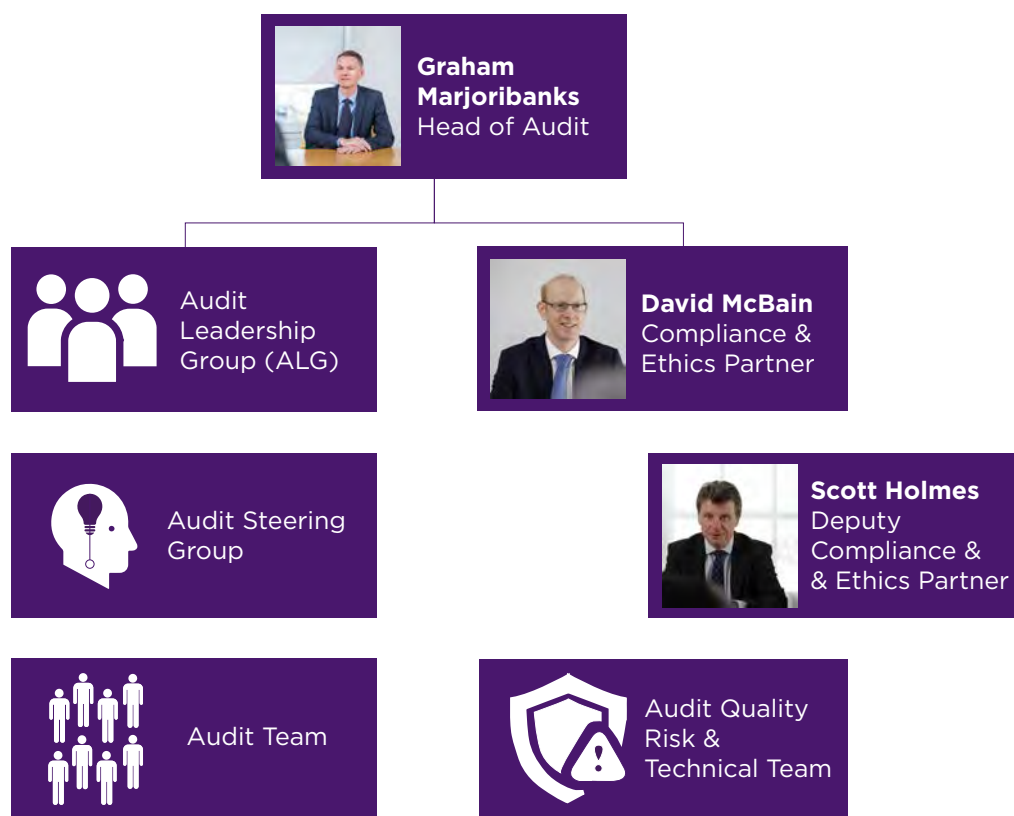 Graham
Marjoribanks
Head of Audit
Audit
Leadership
Group (ALG)
David McBain
Compliance &
Ethics Partner
Audit Steering
Group
Scott Holmes
Deputy
Compliance &
& Ethics Partner
Audit Team
Audit Quality
Risk &
Technical Team